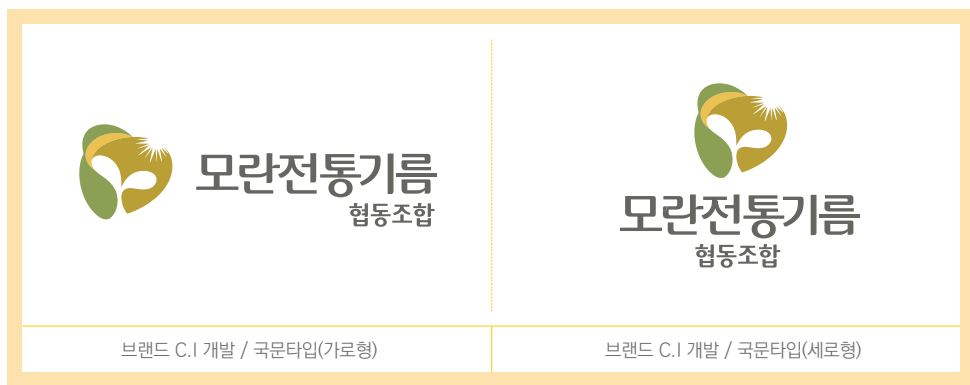 모란전통기름
협동조합
브랜드 C.I 개발 / 국문타입(가로형)
모란전통기름
협동조합
브랜드 C.I 개발 / 국문타입(세로형)